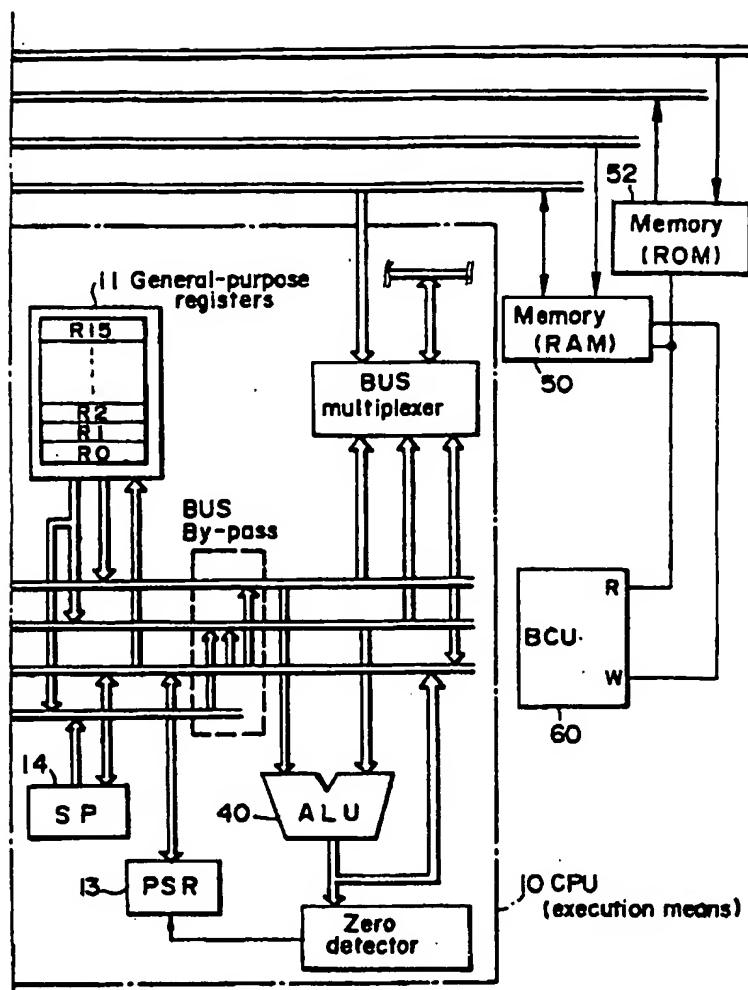 52
Memory
(ROM)
11 General-purpose
registers
R15
R2
R1
R0
Memory
(RAM)
50
BUS
multiplexer
BUS
By-pass
R
BCU
W
60
14
SP
40
ALU
13
PSR
Zero
detector
10 CPU
(execution means)